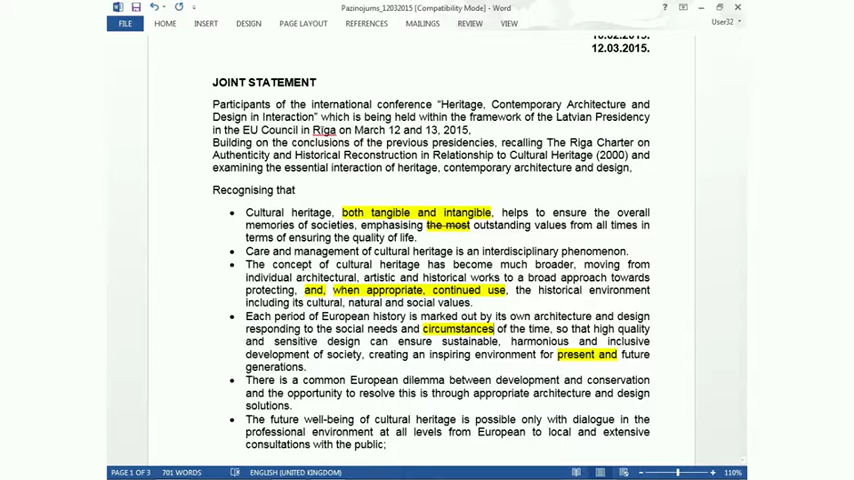 Pazinojums_12032015 [Compatibility Mode] - Word
FILE HOME INSERT DESIGN PAGE LAYOUT REFERENCES MAILINGS REVIEW VIEW User32
12.03.2015.
JOINT STATEMENT
Participants of the international conference “Heritage, Contemporary Architecture and
Design in Interaction” which is being held within the framework of the Latvian Presidency
in the EU Council in Riga on March 12 and 13, 2015,
Building on the conclusions of the previous presidencies, recalling The Riga Charter on
Authenticity and Historical Reconstruction in Relationship to Cultural Heritage (2000) and
examining the essential interaction of heritage, contemporary architecture and design,
Recognising that
• Cultural heritage, both tangible and intangible, helps to ensure the overall
memories of societies, emphasising the most outstanding values from all times in
terms of ensuring the quality of life.
• Care and management of cultural heritage is an interdisciplinary phenomenon.
• The concept of cultural heritage has become much broader, moving from
individual architectural, artistic and historical works to a broad approach towards
protecting, and, when appropriate, continued use, the historical environment
including its cultural, natural and social values.
• Each period of European history is marked out by its own architecture and design
responding to the social needs and circumstances of the time, so that high quality
and sensitive design can ensure sustainable, harmonious and inclusive
development of society, creating an inspiring environment for present and future
generations.
• There is a common European dilemma between development and conservation
and the opportunity to resolve this is through appropriate architecture and design
solutions.
• The future well-being of cultural heritage is possible only with dialogue in the
professional environment at all levels from European to local and extensive
consultations with the public;
PAGE 1 OF 3 701 WORDS ENGLISH (UNITED KINGDOM) 110%